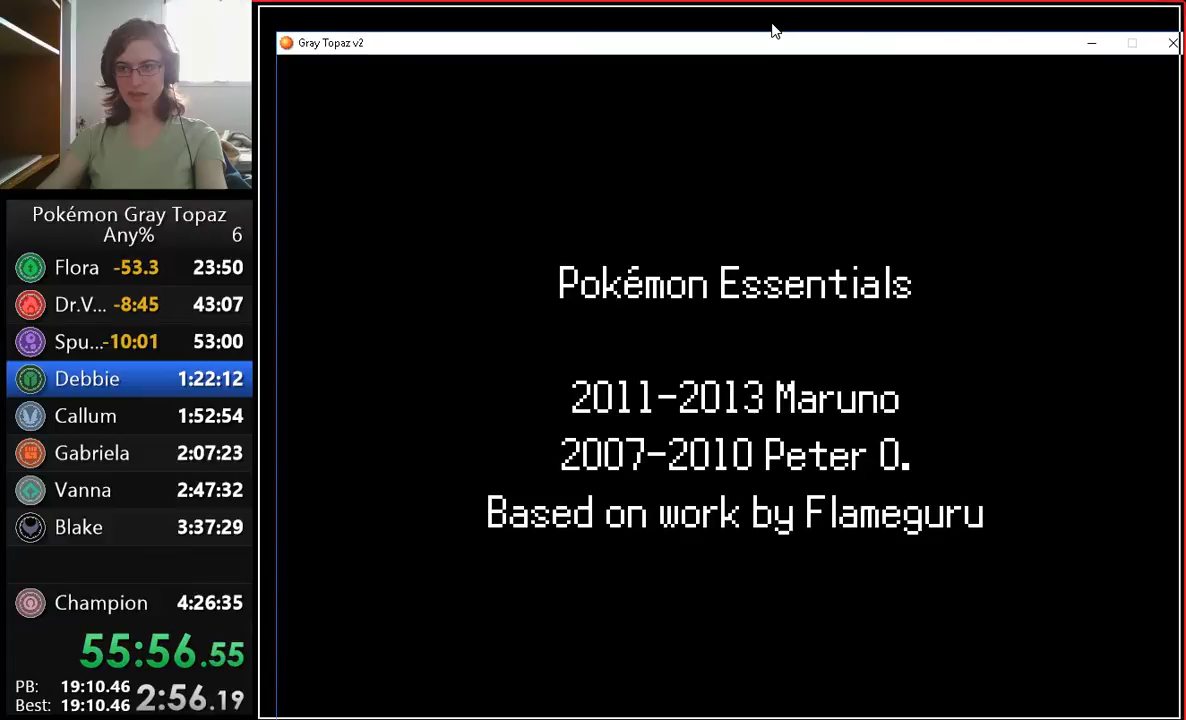 Gray Topaz v2
Pokémon Gray Topaz
Any% 6
Flora -53.3 23:50
Dr.V... -8:45 43:07
Spu... -10:01 53:00
Debbie 1:22:12
Callum 1:52:54
Gabriela 2:07:23
Vanna 2:47:32
Blake 3:37:29
Champion 4:26:35
55:56.55
PB: 19:10.46
Best: 19:10.46 2:56.19
Pokémon Essentials
2011-2013 Maruno
2007-2010 Peter O.
Based on work by Flameguru